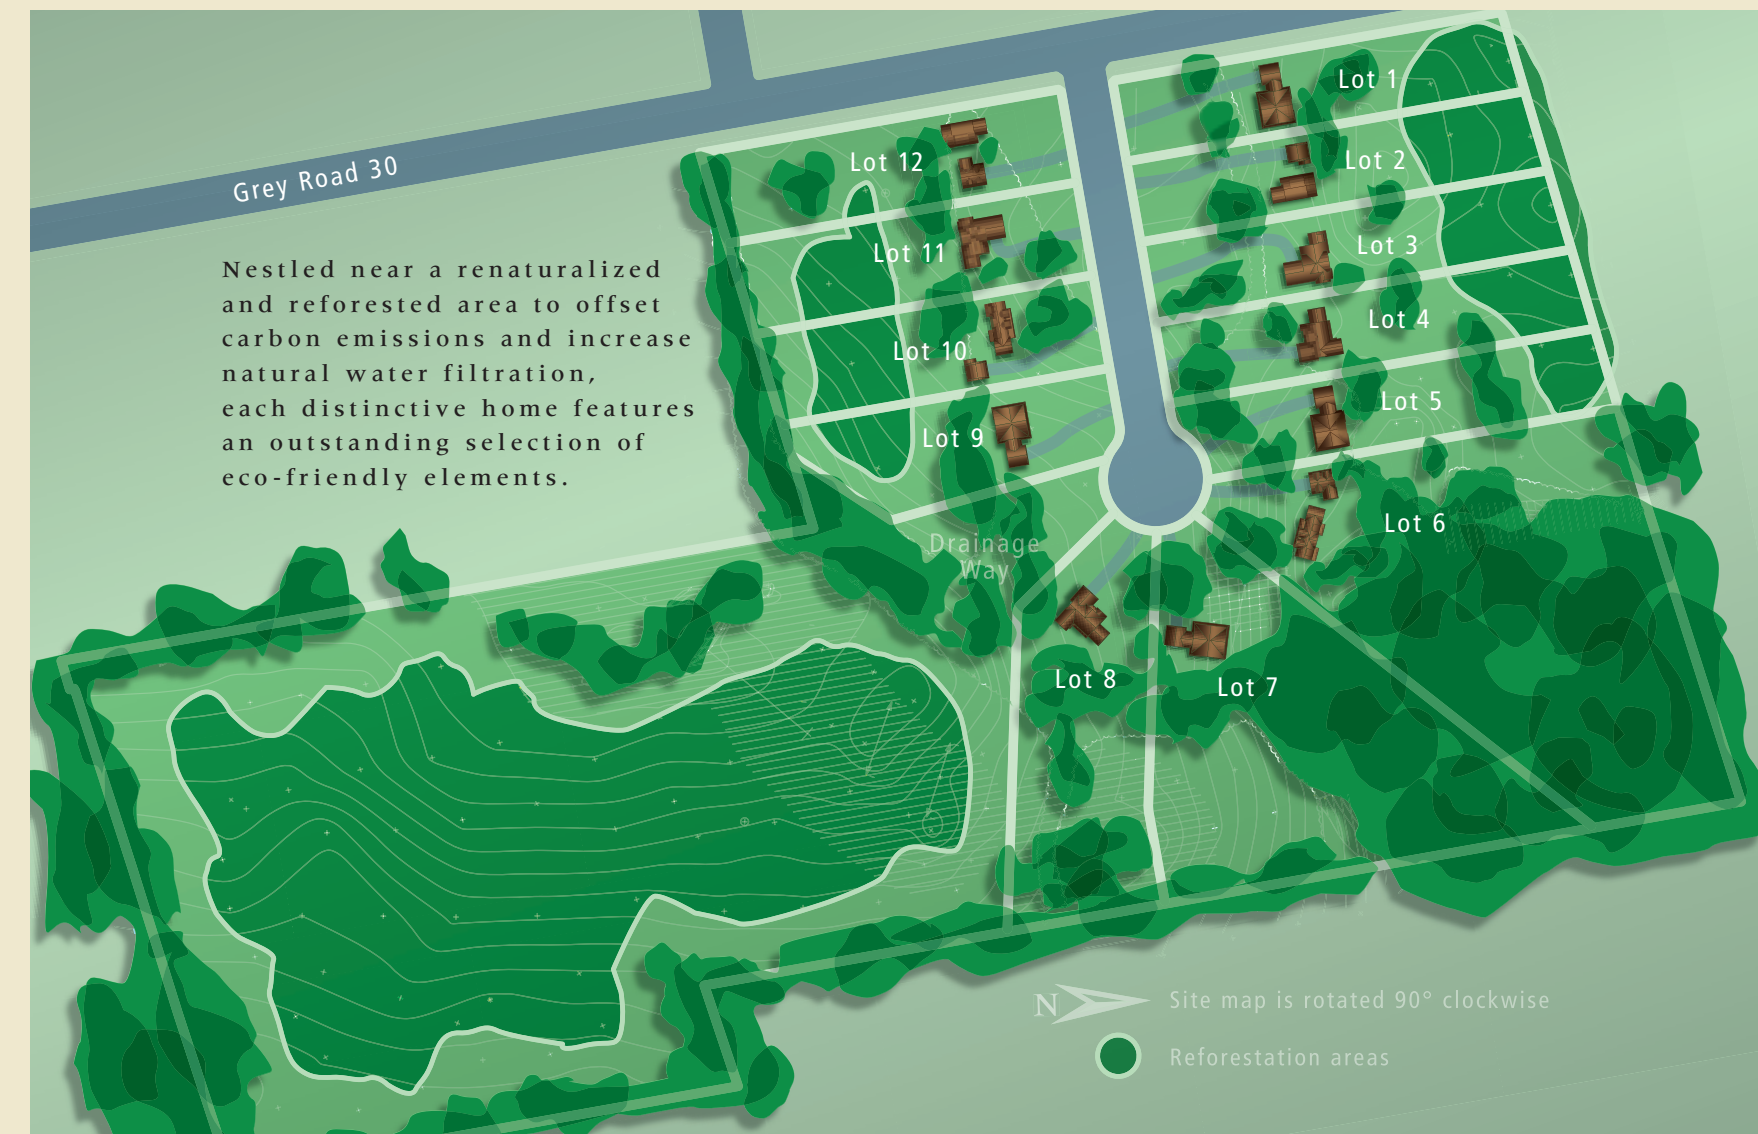 Grey Road 30
Nestled near a renaturalized
and reforested area to offset
carbon emissions and increase
natural water filtration,
each distinctive home features
an outstanding selection of
eco-friendly elements.
Lot 1
Lot 2
Lot 3
Lot 4
Lot 5
Lot 6
Lot 7
Lot 8
Lot 9
Lot 10
Lot 11
Lot 12
Drainage
Way
N
Site map is rotated 90° clockwise
Reforestation areas